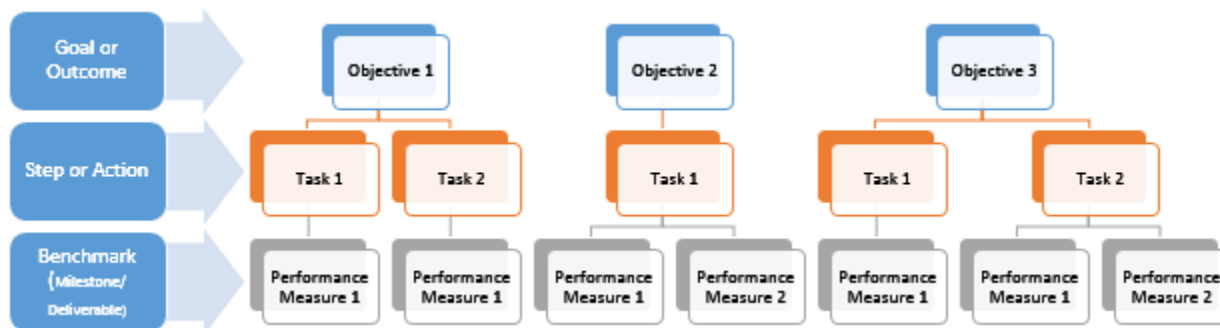 Goal or
Outcome
Objective 1
Objective 2
Objective 3
Step or Action
Task 1
Task 2
Task 1
Task 1
Task 2
Benchmark
(Milestone/
Deliverable)
Performance
Measure 1
Performance
Measure 1
Performance
Measure 1
Performance
Measure 2
Performance
Measure 1
Performance
Measure 1
Performance
Measure 2